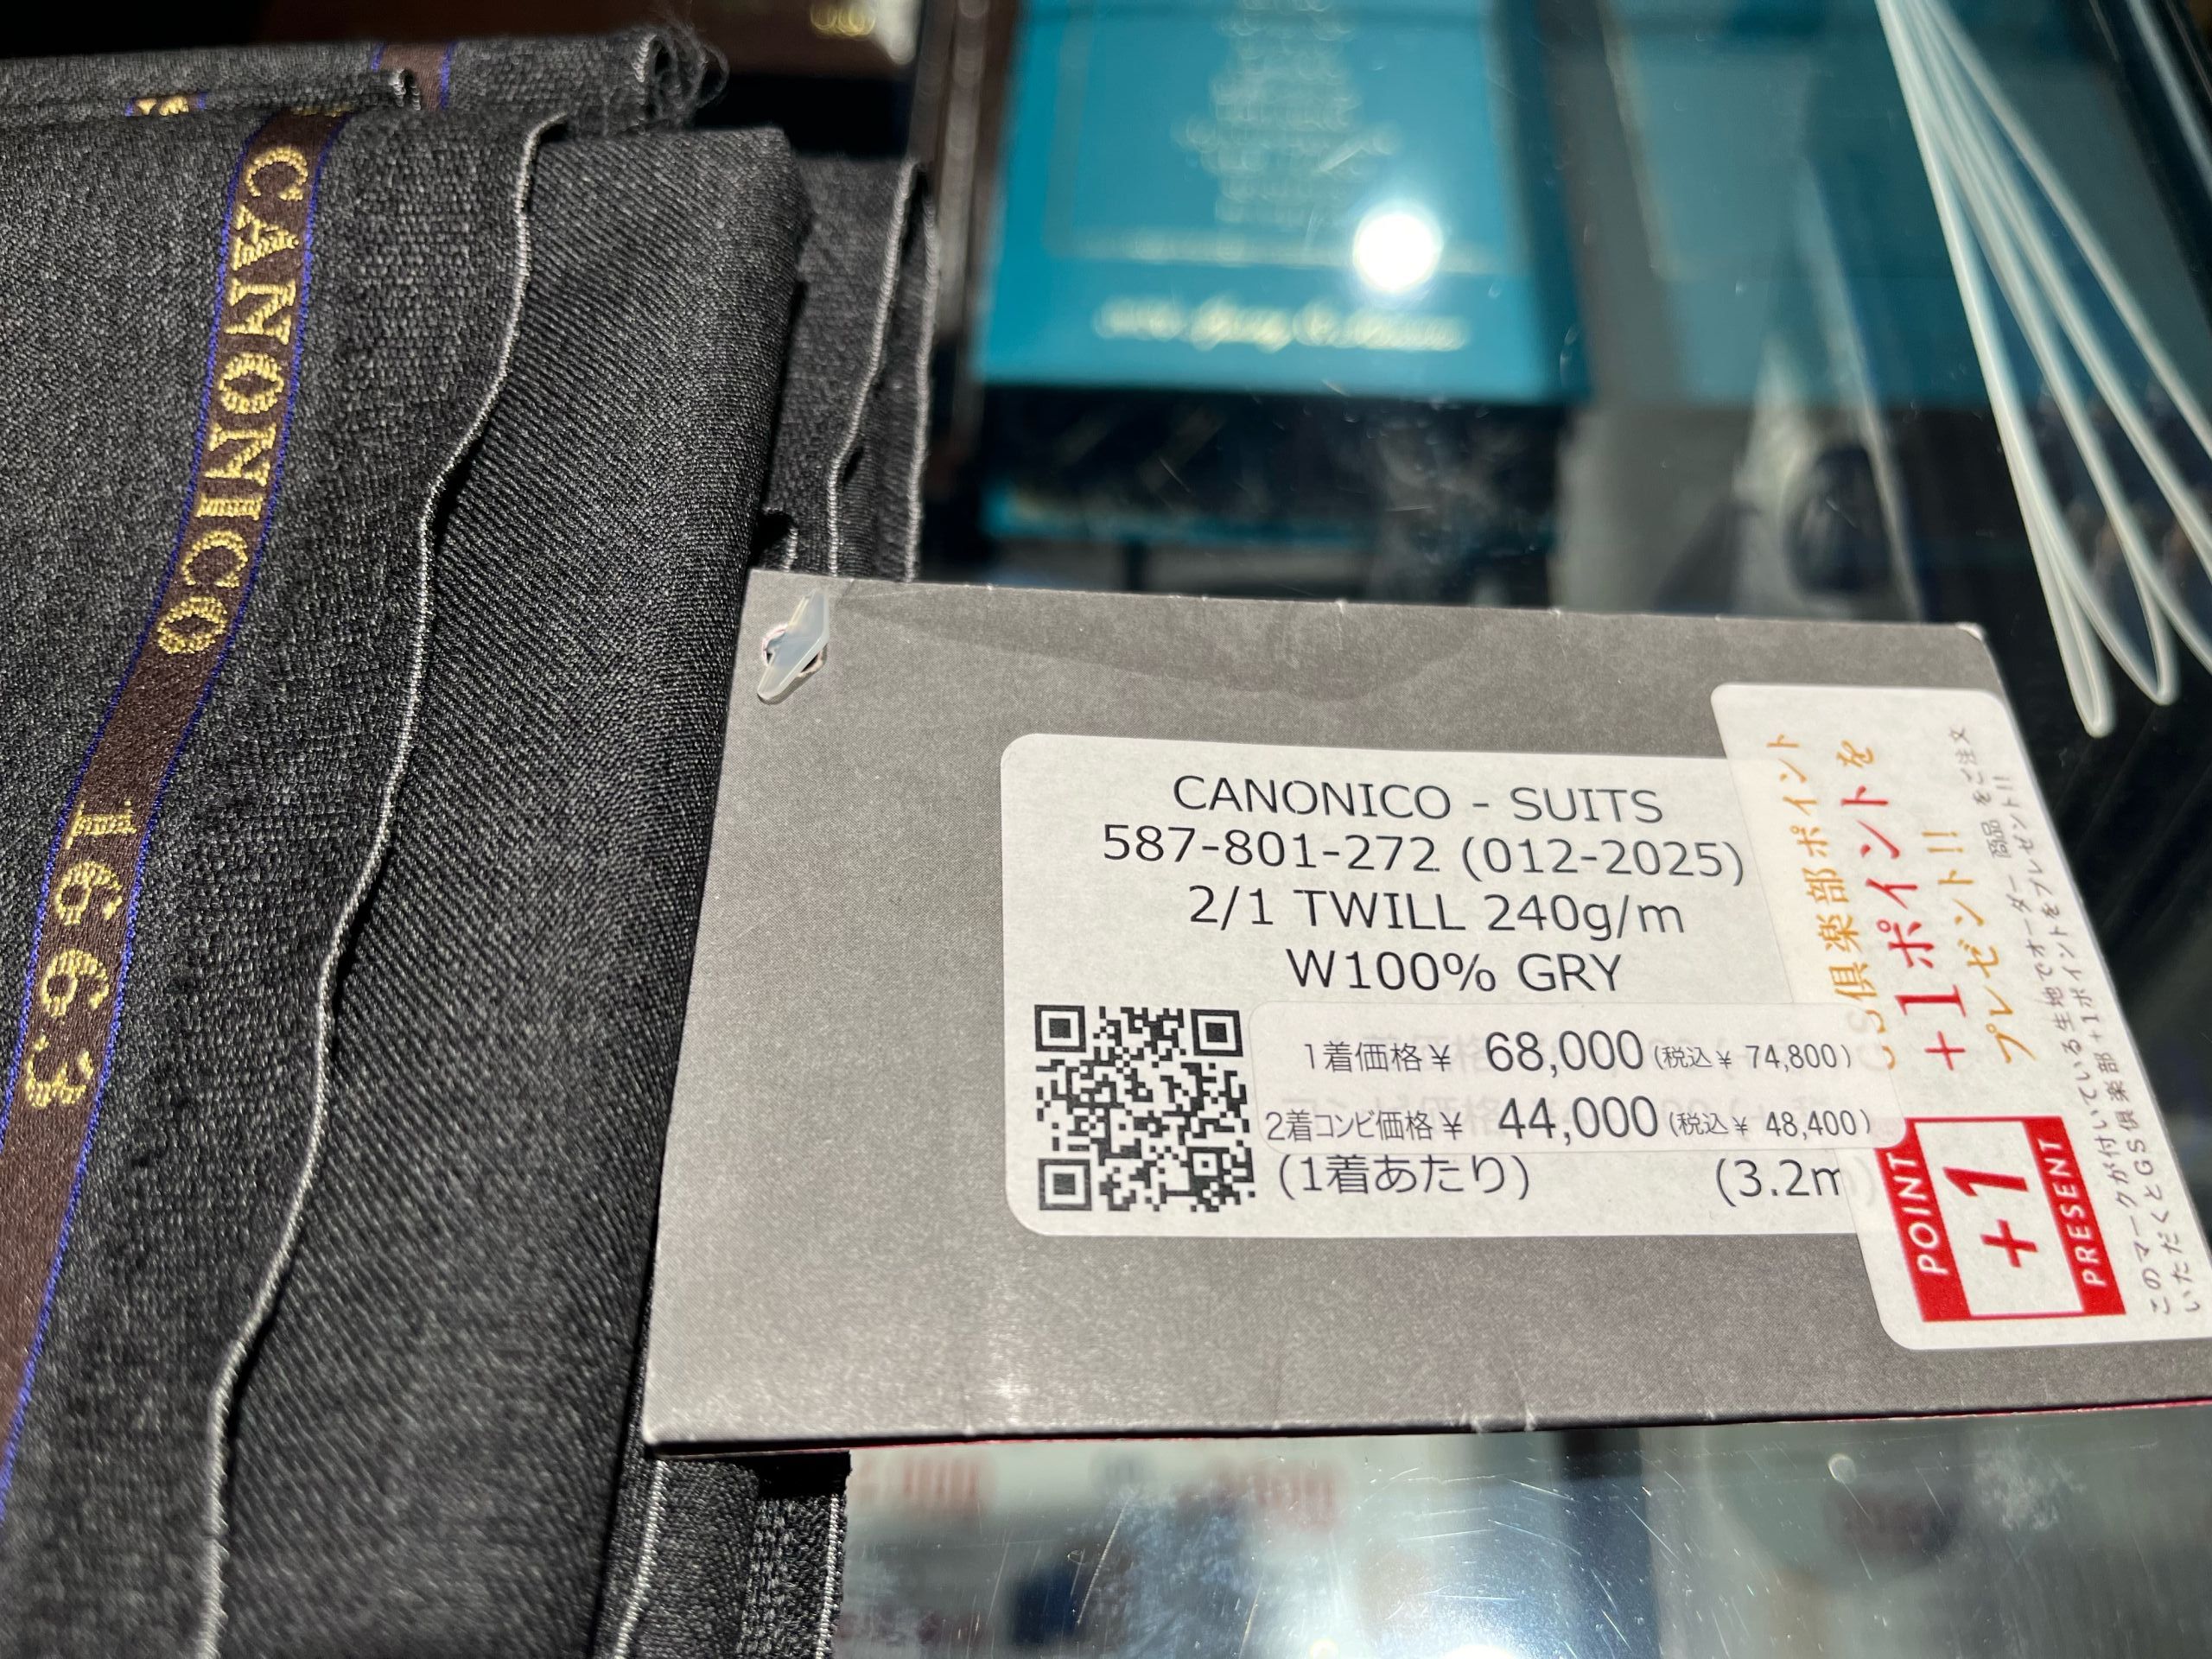 CANONICO
1663
CANONICO - SUITS
587-801-272 (012-2025)
2/1 TWILL 240g/m
W100% GRY
1着価格¥ 68,000(税込¥ 74,800)
2着コンビ価格¥ 44,000(税込¥ 48,400)
(1着あたり) (3.2m)
S倶楽部ポイント
+1ポイントを
プレゼント!!
POINT
+1
PRESENT
このマークが付いている生地でオーダー商品をご注文
いただくとGS倶楽部+1ポイントをプレゼント!!